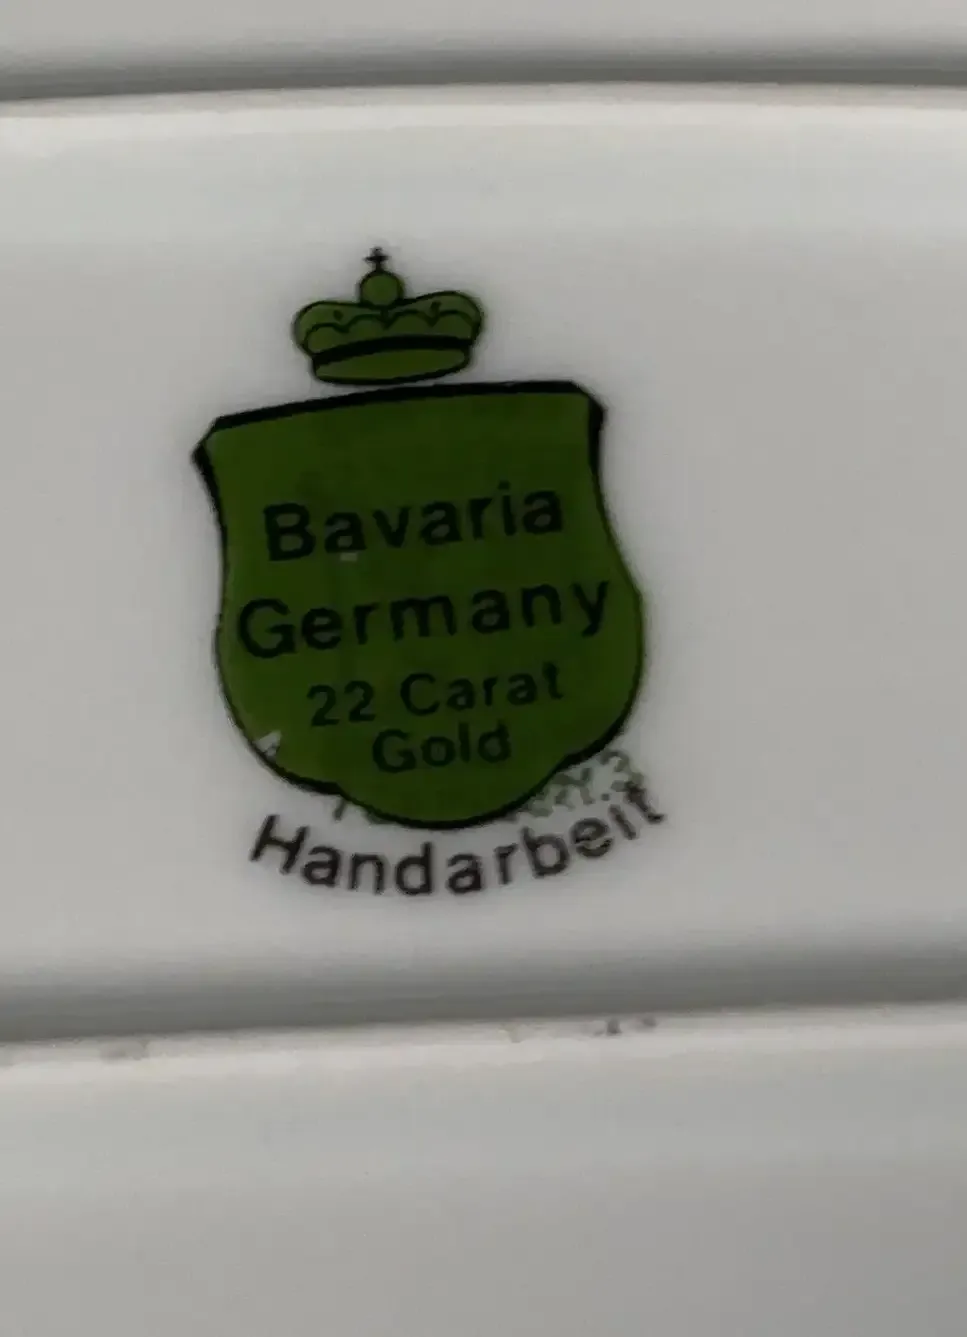 Bavaria
Germany
22 Carat
Gold
Handarbeit